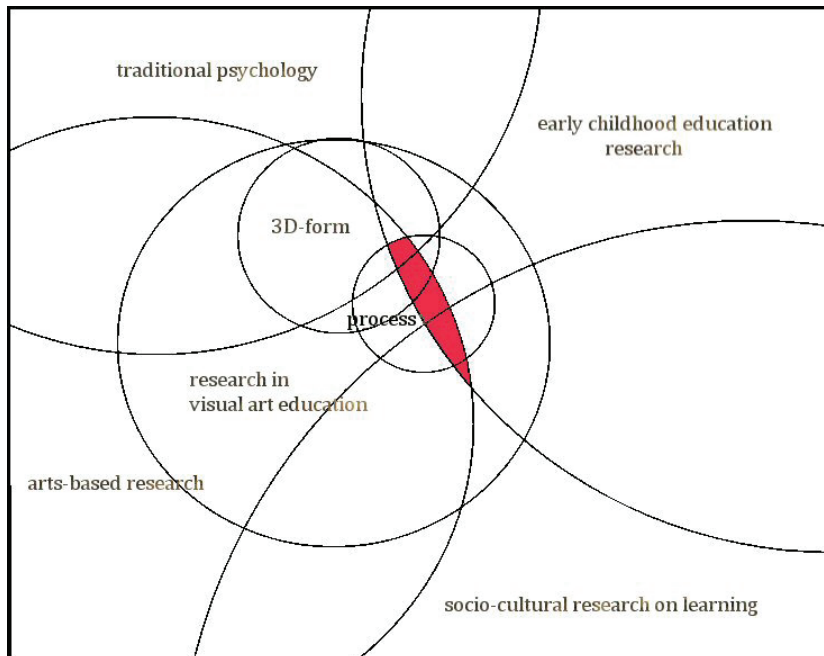 traditional psychology
early childhood education
research
3D-form
process
research in
visual art education
arts-based research
socio-cultural research on learning